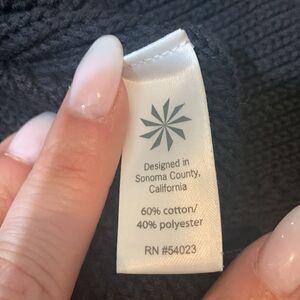 Designed in
Sonoma County,
California
60% cotton/
40% polyester
RN #54023